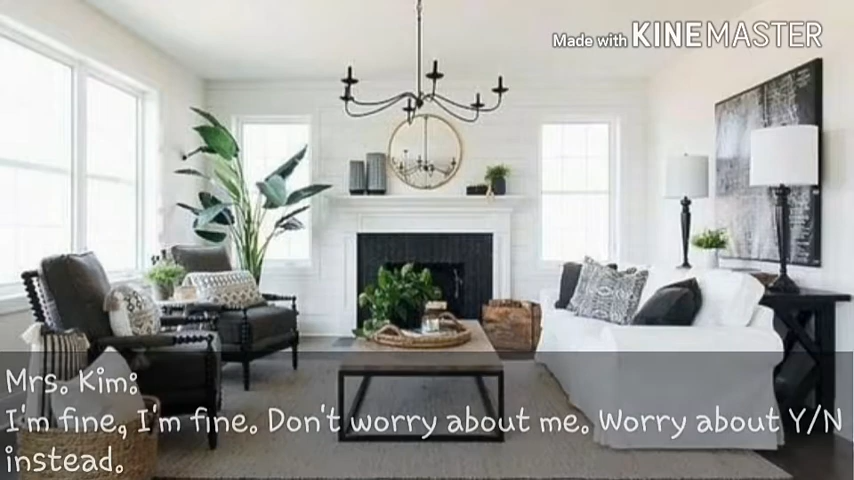 Made with KINEMASTER
Mrs. Kim:
I'm fine, I'm fine. Don't worry about me. Worry about Y/N
instead.